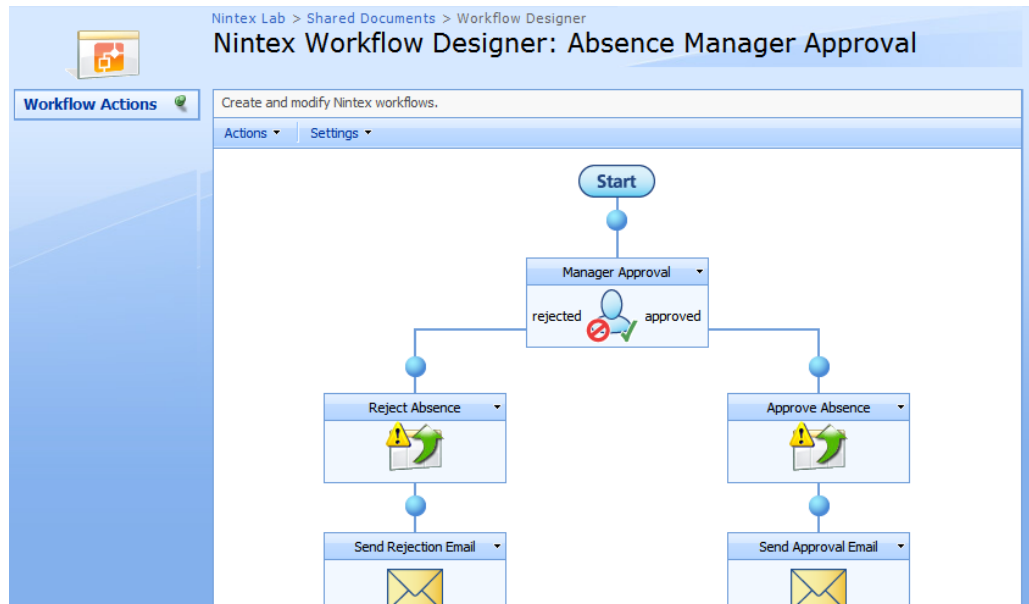 Nintex Lab > Shared Documents > Workflow Designer
Nintex Workflow Designer: Absence Manager Approval
Workflow Actions
Create and modify Nintex workflows.
Actions Settings
Start
Manager Approval
rejected approved
Reject Absence Approve Absence
Send Rejection Email Send Approval Email